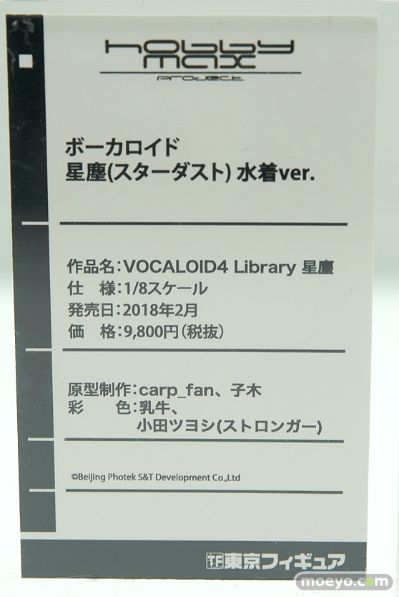 hobby
max
project
ボーカロイド
星塵(スターダスト) 水着ver.
作品名:VOCALOID4 Library 星塵
仕　様:1/8スケール
発売日:2018年2月
価　格:9,800円(税抜)
原型制作:carp_fan、子木
彩　　色:乳牛、
小田ツヨシ(ストロンガー)
©Beijing Photek S&T Development Co.,Ltd
TF東京フィギュア
moeyo.com